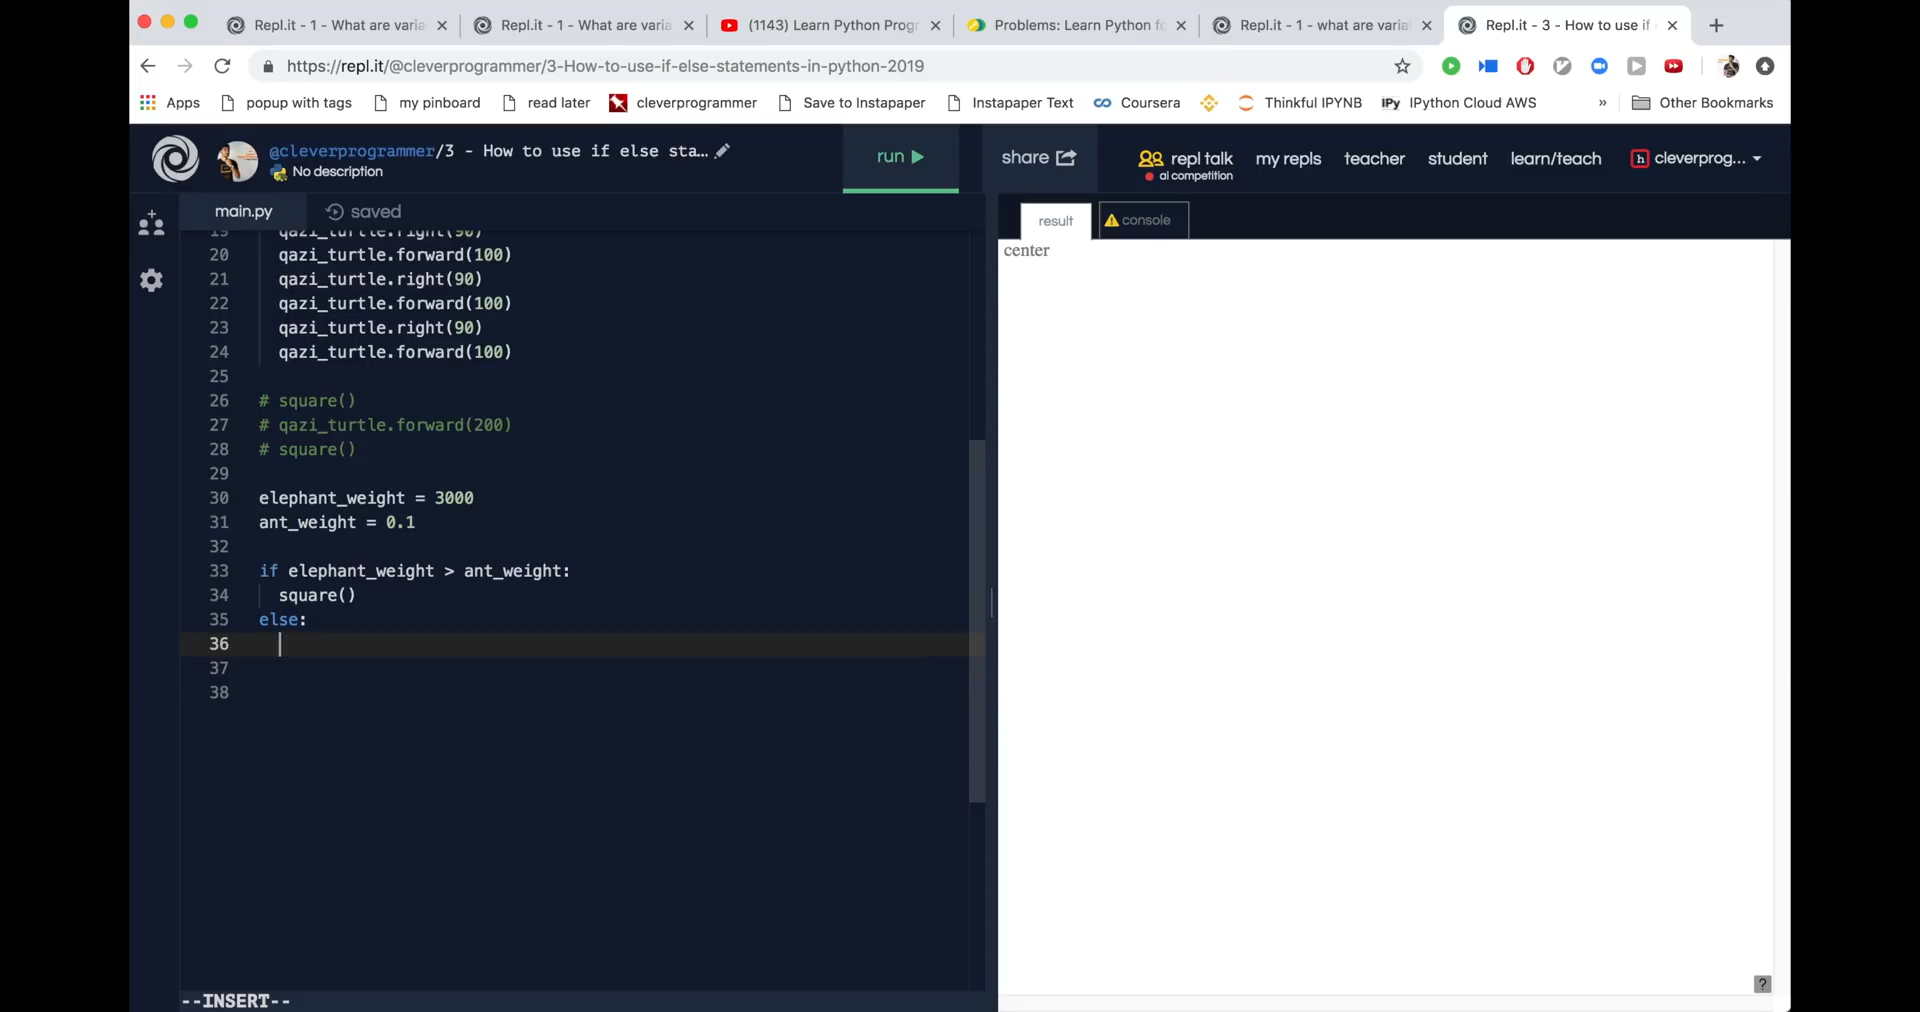 Repl.it - 1 - What are varia
Repl.it - 1 - What are varia
(1143) Learn Python Prog
Problems: Learn Python fo
Repl.it - 1 - what are varia
Repl.it - 3 - How to use if
https://repl.it/@cleverprogrammer/3-How-to-use-if-else-statements-in-python-2019
Apps
popup with tags
my pinboard
read later
cleverprogrammer
Save to Instapaper
Instapaper Text
Coursera
Thinkful IPYNB
IPy IPython Cloud AWS
»
Other Bookmarks
@cleverprogrammer/3 - How to use if else sta...
No description
run
share
repl talk
ai competition
my repls
teacher
student
learn/teach
h cleverprog...
main.py
saved
result
console
19 qazi_turtle.right(90)
20 qazi_turtle.forward(100)
21 qazi_turtle.right(90)
22 qazi_turtle.forward(100)
23 qazi_turtle.right(90)
24 qazi_turtle.forward(100)
25
26 # square()
27 # qazi_turtle.forward(200)
28 # square()
29
30 elephant_weight = 3000
31 ant_weight = 0.1
32
33 if elephant_weight > ant_weight:
34 square()
35 else:
36
37
38
--INSERT--
center
?